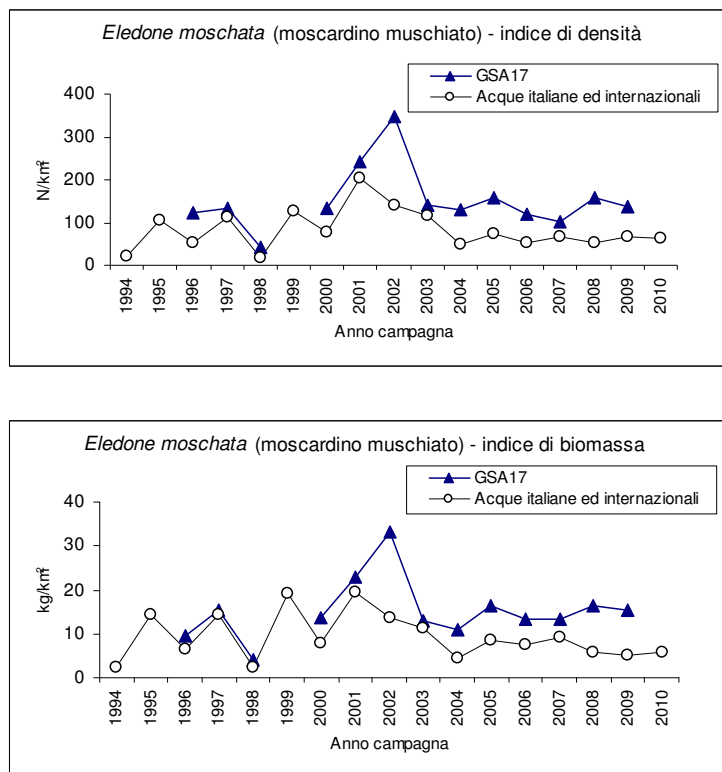 Eledone moschata (moscardino muschiato) - indice di densità
GSA17
Acque italiane ed internazionali
400
300
200
100
0
N/km²
1994 1995 1996 1997 1998 1999 2000 2001 2002 2003 2004 2005 2006 2007 2008 2009 2010
Anno campagna
Eledone moschata (moscardino muschiato) - indice di biomassa
GSA17
Acque italiane ed internazionali
40
30
20
10
0
kg/km²
1994 1995 1996 1997 1998 1999 2000 2001 2002 2003 2004 2005 2006 2007 2008 2009 2010
Anno campagna